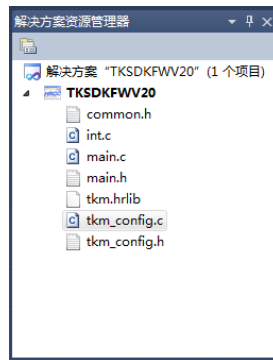 解决方案资源管理器
解决方案 "TKSDKFWV20" (1 个项目)
TKSDKFWV20
common.h
int.c
main.c
main.h
tkm.hrlib
tkm_config.c
tkm_config.h